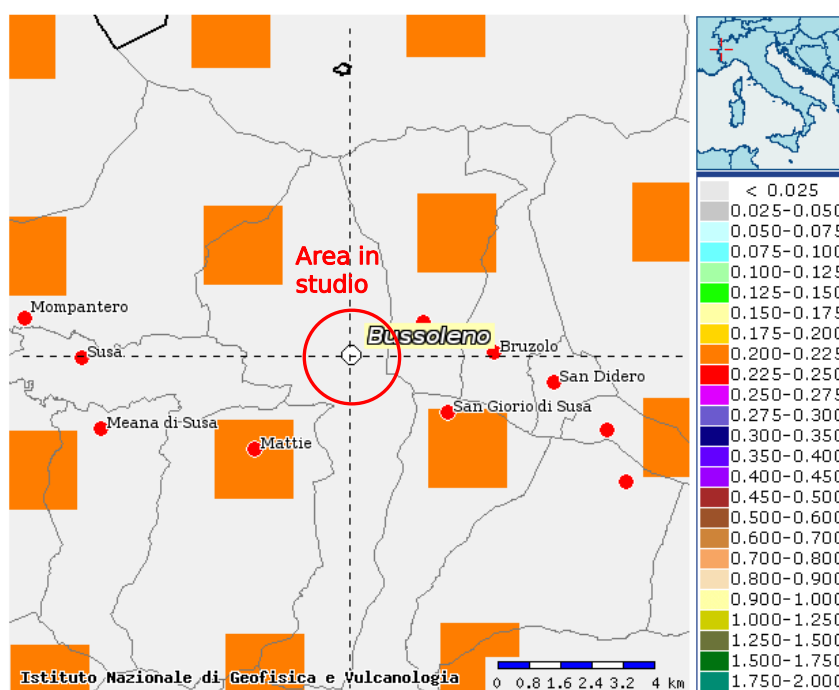 Area in
studio
Mompantero
Bussoleno
Susa
Bruzolo
San Didero
San Giorio di Susa
Meana di Susa
Mattie
Istituto Nazionale di Geofisica e Vulcanologia
0 0.8 1.6 2.4 3.2 4 km
< 0.025
0.025-0.050
0.050-0.075
0.075-0.100
0.100-0.125
0.125-0.150
0.150-0.175
0.175-0.200
0.200-0.225
0.225-0.250
0.250-0.275
0.275-0.300
0.300-0.350
0.350-0.400
0.400-0.450
0.450-0.500
0.500-0.600
0.600-0.700
0.700-0.800
0.800-0.900
0.900-1.000
1.000-1.250
1.250-1.500
1.500-1.750
1.750-2.000